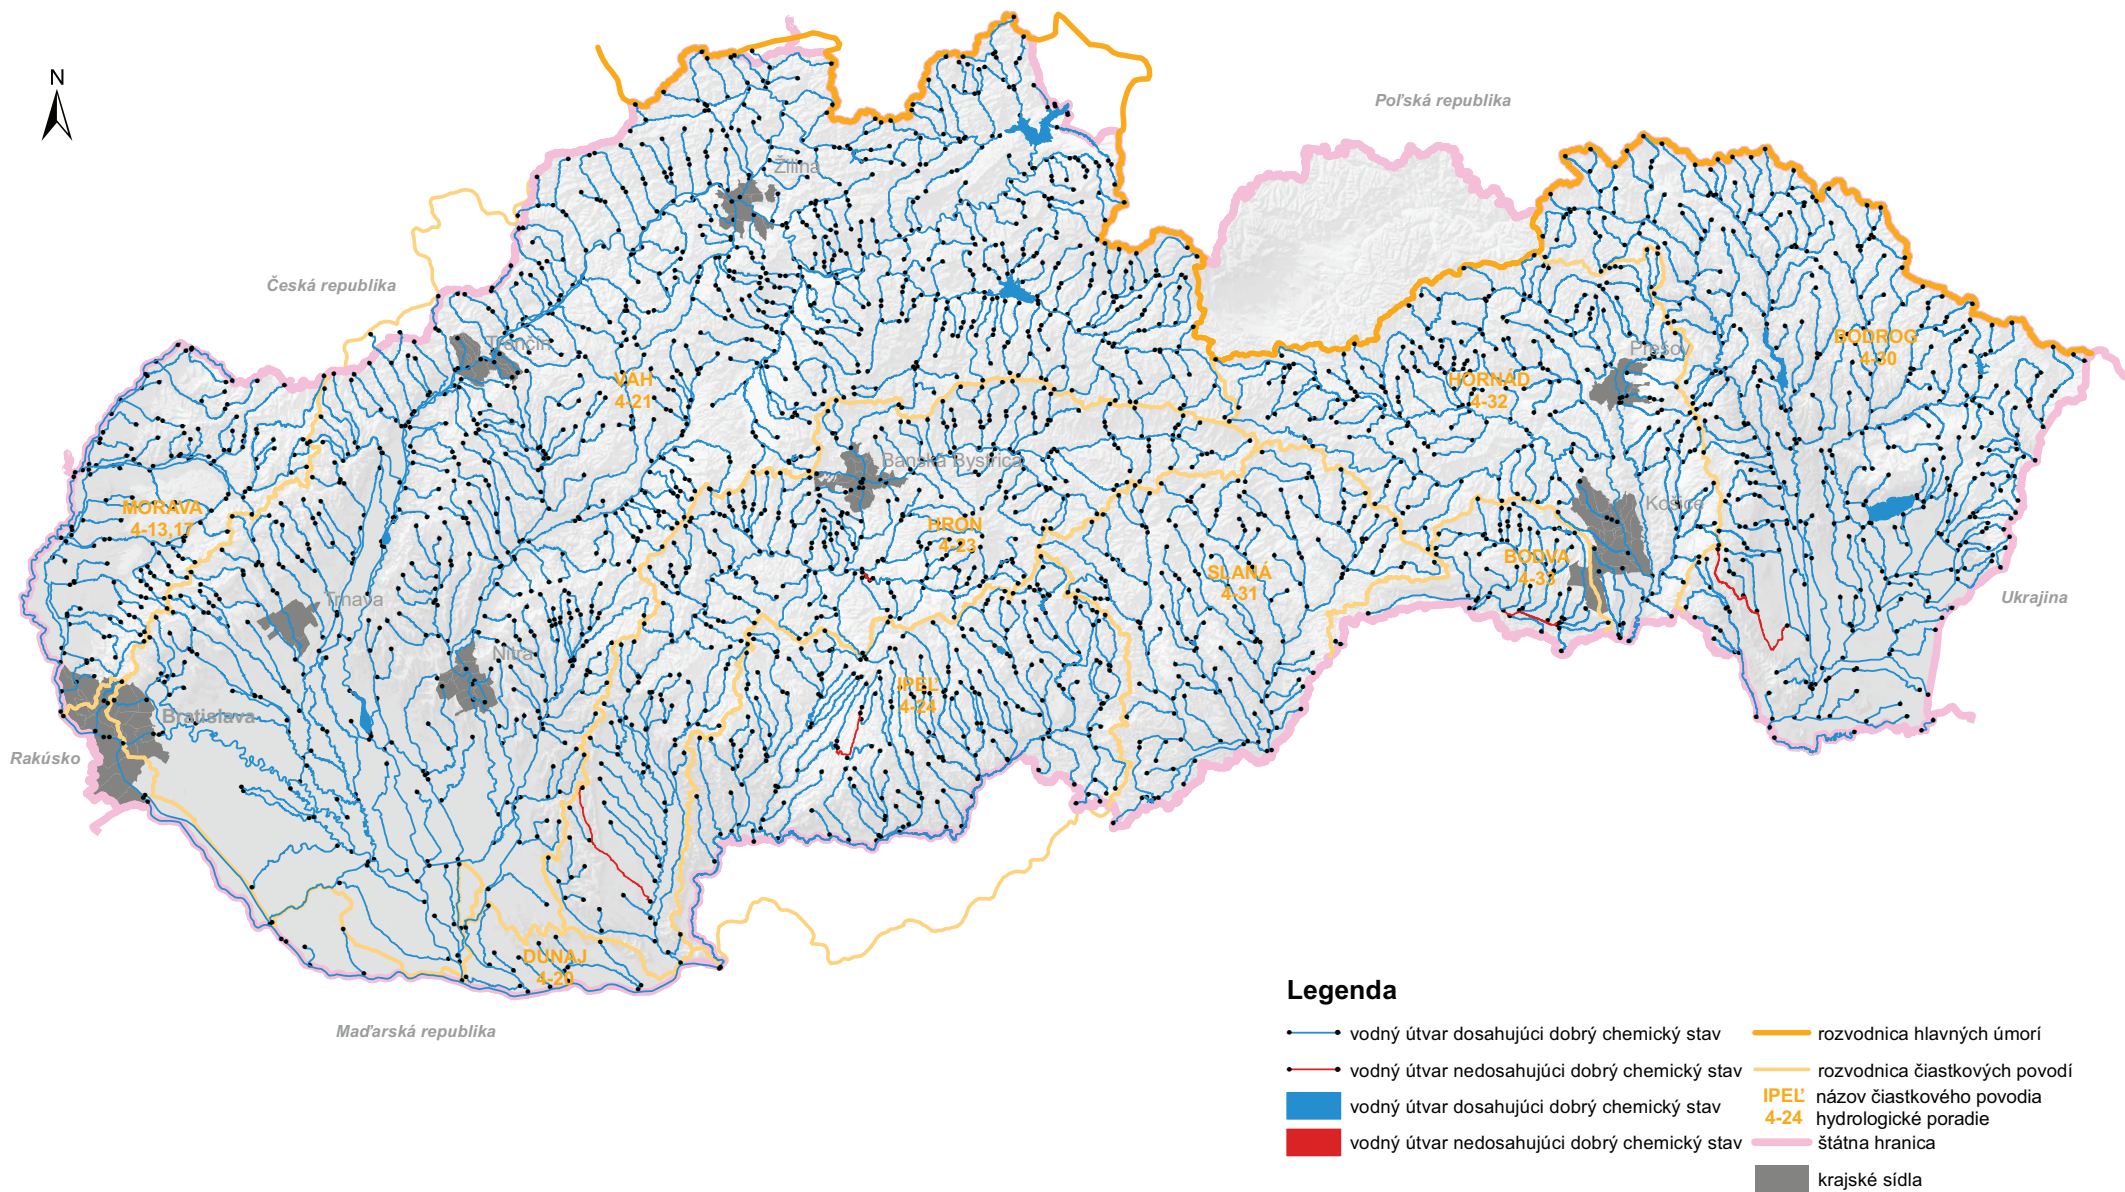 N
Poľská republika
Žilina
Česká republika
Trenčín
VÁH
4-21
BODROG
4-30
Prešov
HORNÁD
4-32
Banská Bystrica
MORAVA
4-13,17
HRON
4-23
Košice
BODVA
4-33
SLANÁ
4-31
Trnava
Ukrajina
Nitra
IPEĽ
4-24
Bratislava
Rakúsko
DUNAJ
4-20
Maďarská republika
Legenda
vodný útvar dosahujúci dobrý chemický stav
vodný útvar nedosahujúci dobrý chemický stav
vodný útvar dosahujúci dobrý chemický stav
vodný útvar nedosahujúci dobrý chemický stav
rozvodnica hlavných úmorí
rozvodnica čiastkových povodí
IPEĽ názov čiastkového povodia
4-24 hydrologické poradie
štátna hranica
krajské sídla